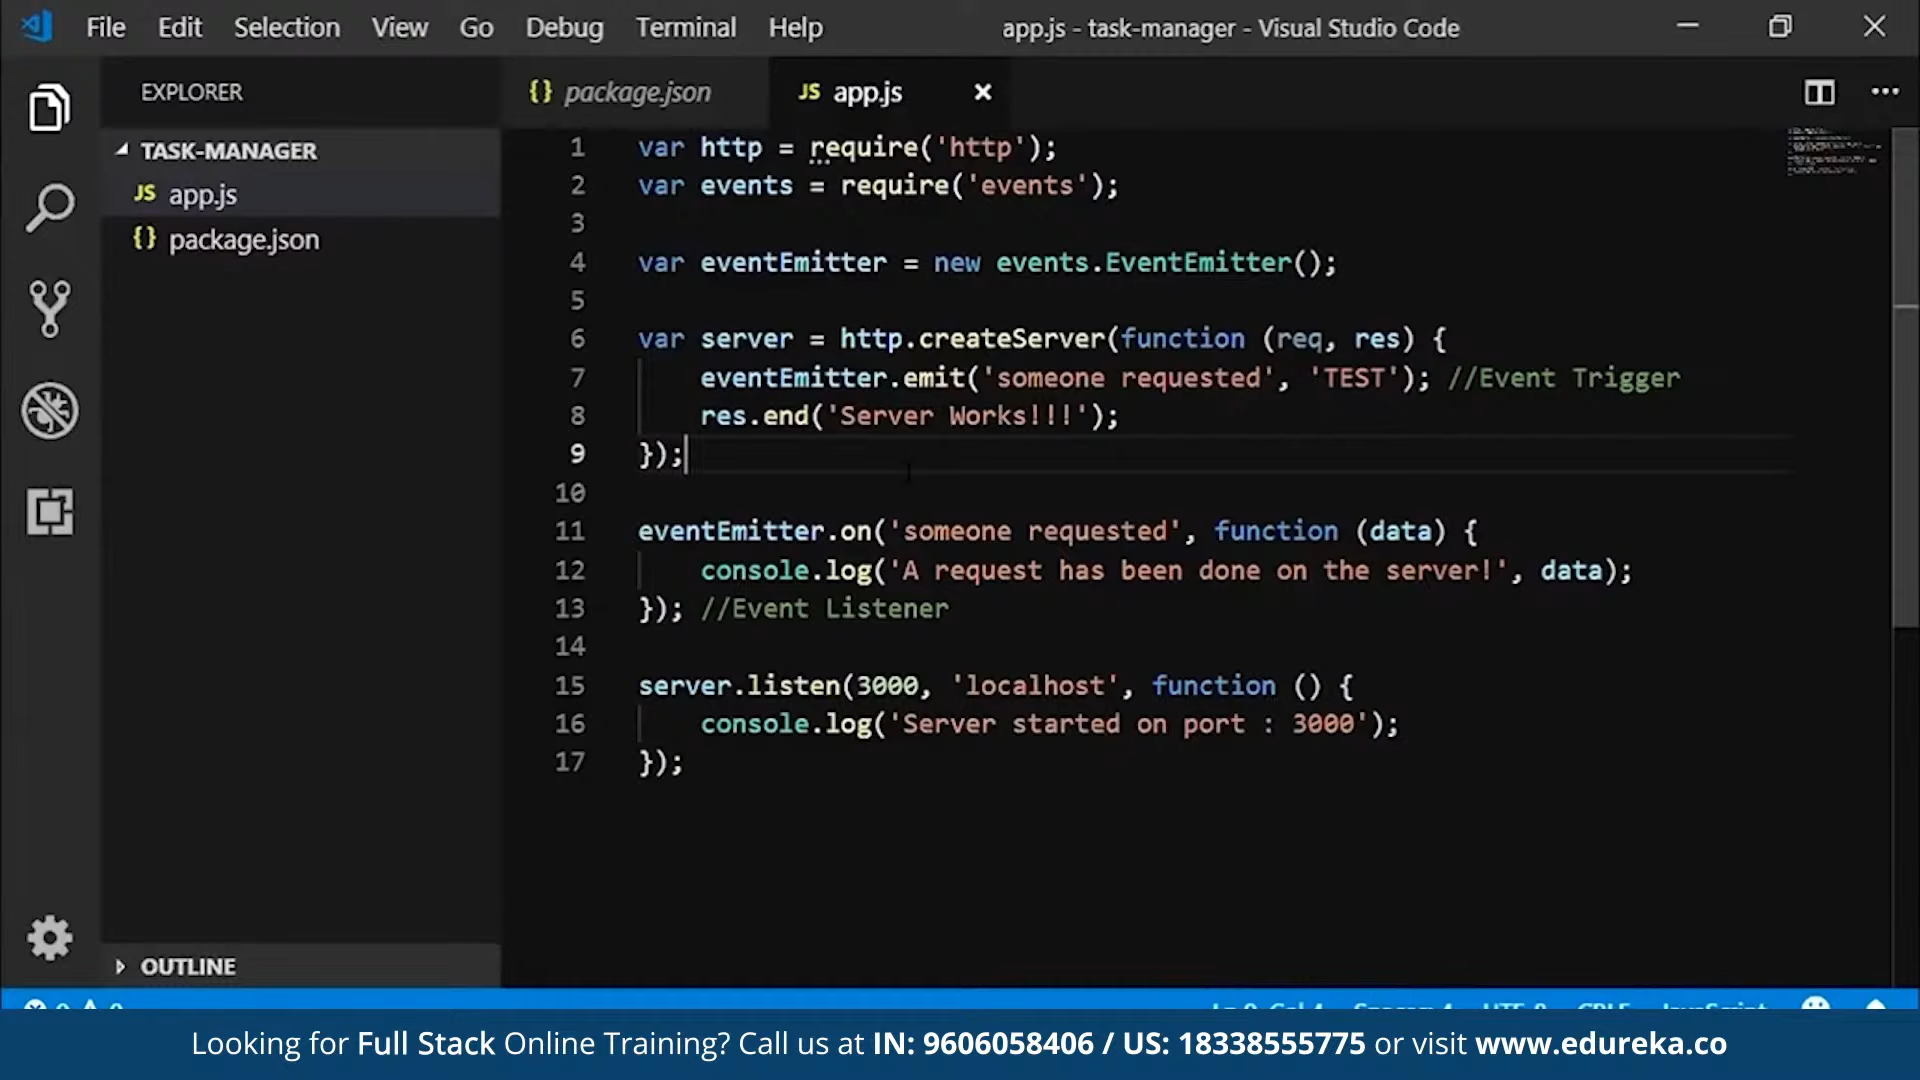 File Edit Selection View Go Debug Terminal Help
app.js - task-manager - Visual Studio Code
EXPLORER
TASK-MANAGER
JS app.js
{} package.json
OUTLINE
{} package.json
JS app.js
1 var http = require('http');
2 var events = require('events');
3
4 var eventEmitter = new events.EventEmitter();
5
6 var server = http.createServer(function (req, res) {
7 eventEmitter.emit('someone requested', 'TEST'); //Event Trigger
8 res.end('Server Works!!!');
9 });
10
11 eventEmitter.on('someone requested', function (data) {
12 console.log('A request has been done on the server!', data);
13 }); //Event Listener
14
15 server.listen(3000, 'localhost', function () {
16 console.log('Server started on port : 3000');
17 });
Looking for Full Stack Online Training? Call us at IN: 9606058406 / US: 18338555775 or visit www.edureka.co